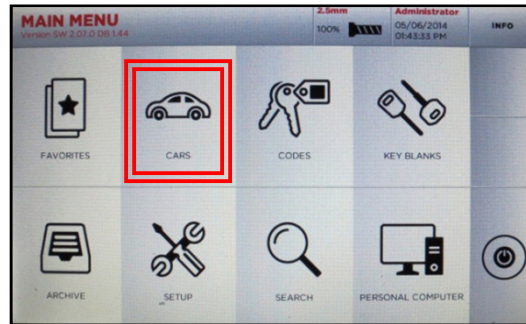 MAIN MENU
Version SW 2.07.0 DB 1.44
2.5mm
100%
Administrator
05/06/2014
01:43:33 PM
INFO
FAVORITES
CARS
CODES
KEY BLANKS
ARCHIVE
SETUP
SEARCH
PERSONAL COMPUTER